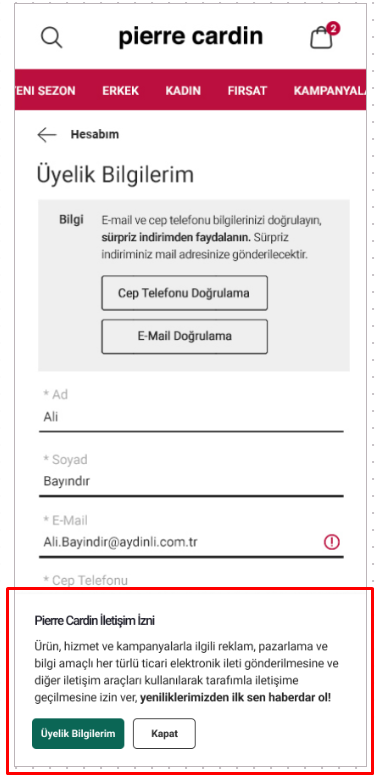 pierre cardin
2
ENI SEZON ERKEK KADIN FIRSAT KAMPANYAL
Hesabım
Üyelik Bilgilerim
Bilgi E-mail ve cep telefonu bilgilerinizi doğrulayın,
sürpriz indirimden faydalanın. Sürpriz
indiriminiz mail adresinize gönderilecektir.
Cep Telefonu Doğrulama
E-Mail Doğrulama
* Ad
Ali
* Soyad
Bayındır
* E-Mail
Ali.Bayindir@aydinli.com.tr
* Cep Telefonu
Pierre Cardin İletişim İzni
Ürün, hizmet ve kampanyalarla ilgili reklam, pazarlama ve
bilgi amaçlı her türlü ticari elektronik ileti gönderilmesine ve
diğer iletişim araçları kullanılarak tarafımla iletişime
geçilmesine izin ver, yeniliklerimizden ilk sen haberdar ol!
Üyelik Bilgilerim Kapat